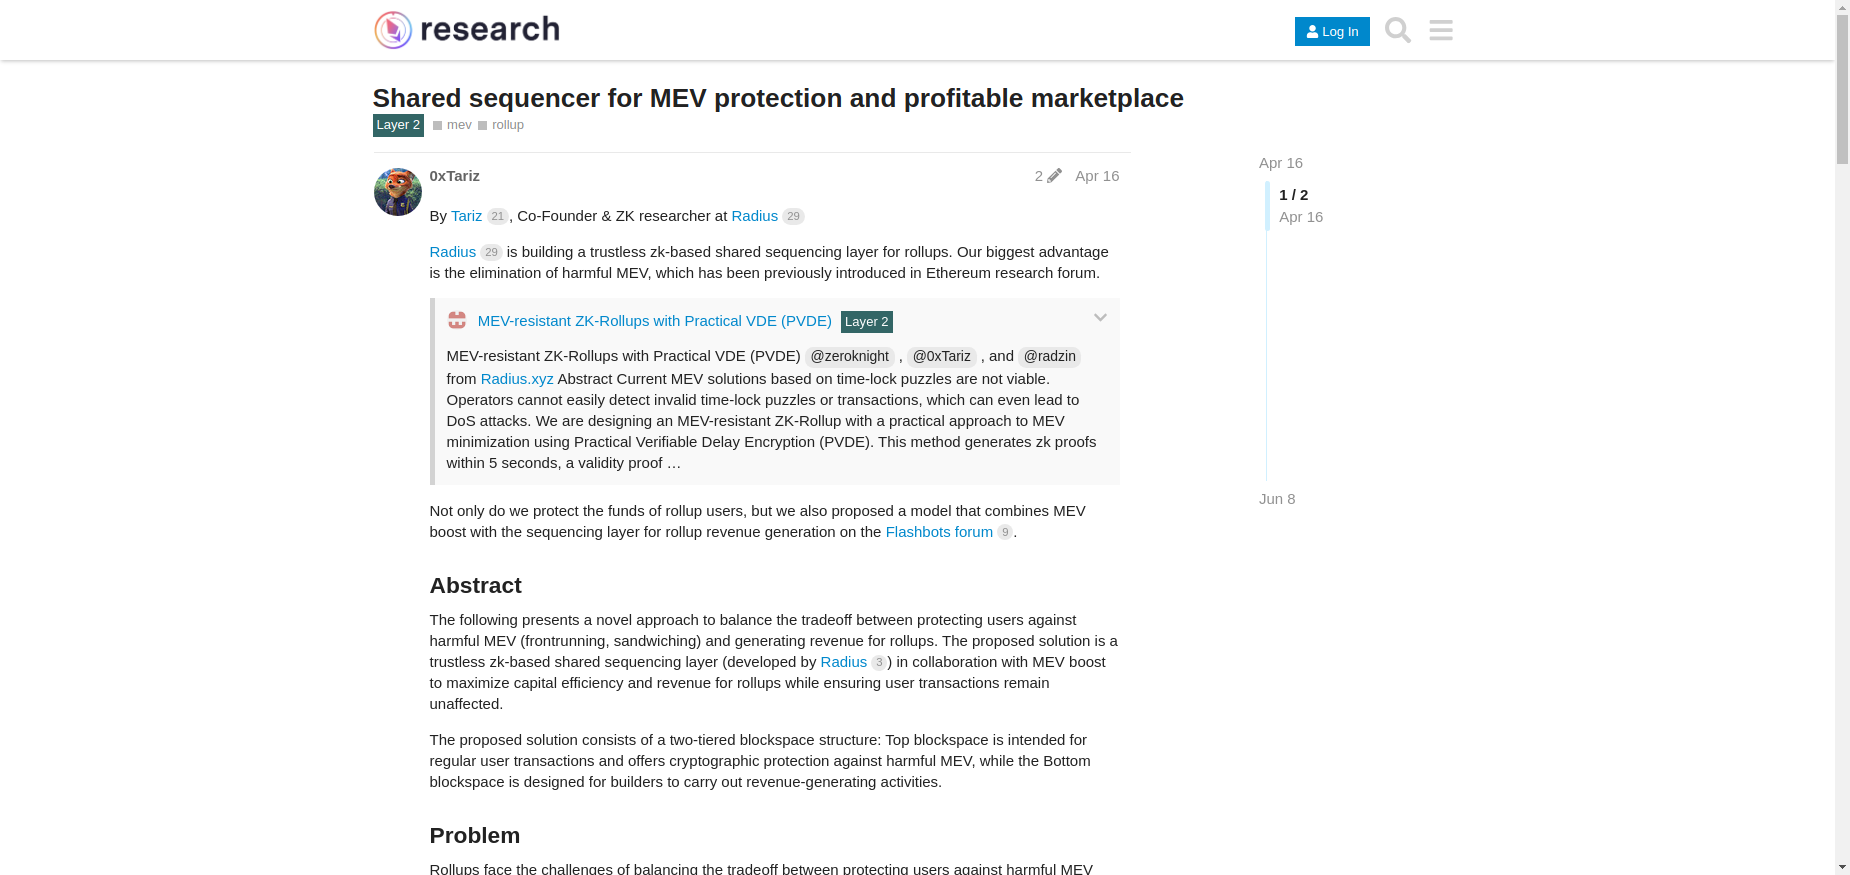 research
Log In
Shared sequencer for MEV protection and profitable marketplace
Layer 2 mev rollup
0xTariz 2 Apr 16
By Tariz 21, Co-Founder & ZK researcher at Radius 29
Radius 29 is building a trustless zk-based shared sequencing layer for rollups. Our biggest advantage
is the elimination of harmful MEV, which has been previously introduced in Ethereum research forum.
MEV-resistant ZK-Rollups with Practical VDE (PVDE) Layer 2
MEV-resistant ZK-Rollups with Practical VDE (PVDE) @zeroknight , @0xTariz , and @radzin
from Radius.xyz Abstract Current MEV solutions based on time-lock puzzles are not viable.
Operators cannot easily detect invalid time-lock puzzles or transactions, which can even lead to
DoS attacks. We are designing an MEV-resistant ZK-Rollup with a practical approach to MEV
minimization using Practical Verifiable Delay Encryption (PVDE). This method generates zk proofs
within 5 seconds, a validity proof …
Not only do we protect the funds of rollup users, but we also proposed a model that combines MEV
boost with the sequencing layer for rollup revenue generation on the Flashbots forum 9.
Abstract
The following presents a novel approach to balance the tradeoff between protecting users against
harmful MEV (frontrunning, sandwiching) and generating revenue for rollups. The proposed solution is a
trustless zk-based shared sequencing layer (developed by Radius 3) in collaboration with MEV boost
to maximize capital efficiency and revenue for rollups while ensuring user transactions remain
unaffected.
The proposed solution consists of a two-tiered blockspace structure: Top blockspace is intended for
regular user transactions and offers cryptographic protection against harmful MEV, while the Bottom
blockspace is designed for builders to carry out revenue-generating activities.
Problem
Rollups face the challenges of balancing the tradeoff between protecting users against harmful MEV
Apr 16
1 / 2
Apr 16
Jun 8